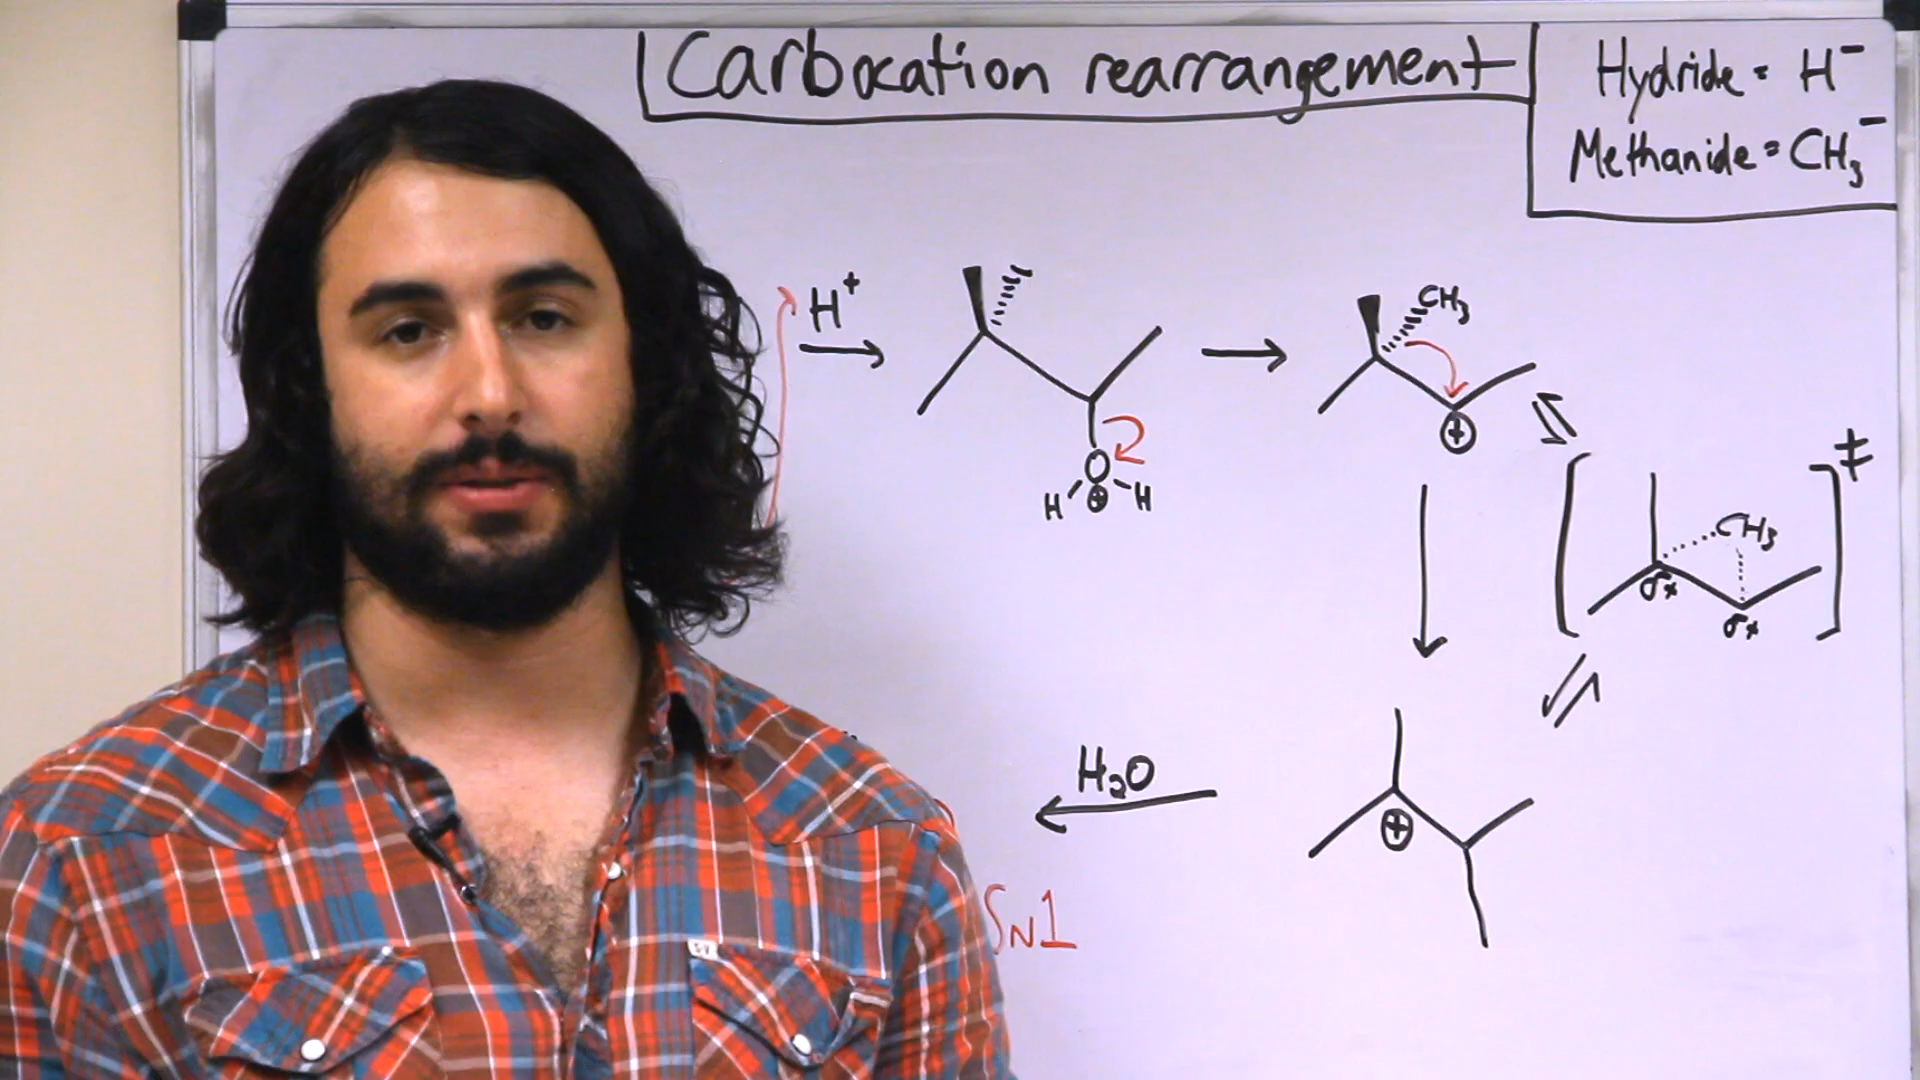 Carbocation rearrangement
Hydride = H⁻
Methanide = CH₃⁻
H⁺
CH₃
H O H
⊕
⊕
‡
CH₃
δ+
δ+
H₂O
⊕
SN1